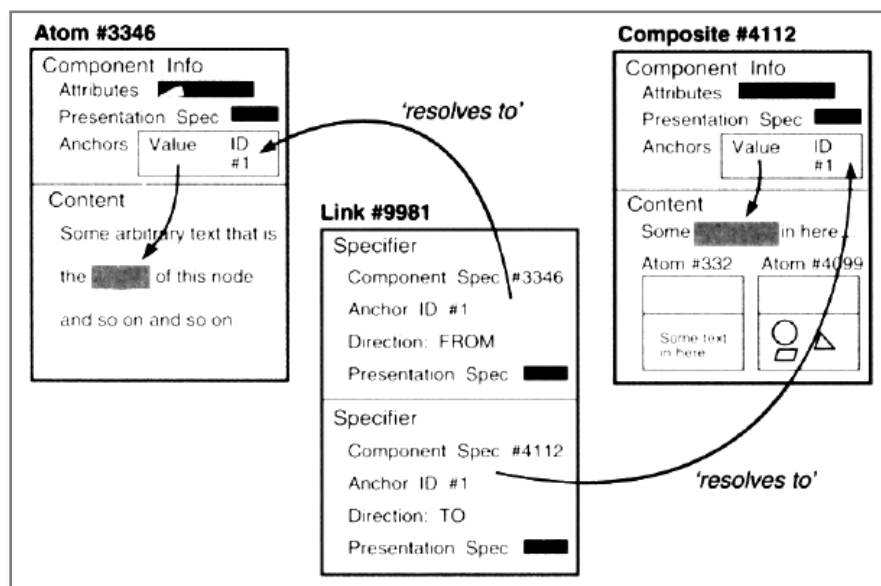 Atom #3346
Component Info
Attributes
Presentation Spec
Anchors Value ID
#1
Content
Some arbitrary text that is
the of this node
and so on and so on.
'resolves to'
Link #9981
Specifier
Component Spec #3346
Anchor ID #1
Direction: FROM
Presentation Spec
Specifier
Component Spec #4112
Anchor ID #1
Direction: TO
Presentation Spec
'resolves to'
Composite #4112
Component Info
Attributes
Presentation Spec
Anchors Value ID
#1
Content
Some in here...
Atom #332 Atom #4099
Some text
in here